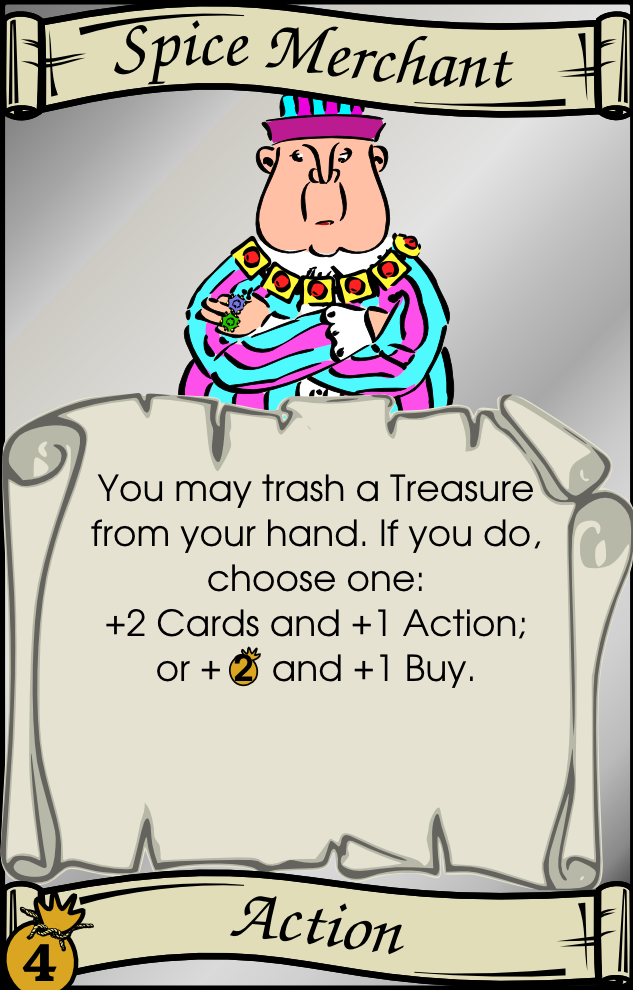 Spice Merchant
You may trash a Treasure
from your hand. If you do,
choose one:
+2 Cards and +1 Action;
or + 2 and +1 Buy.
Action
4